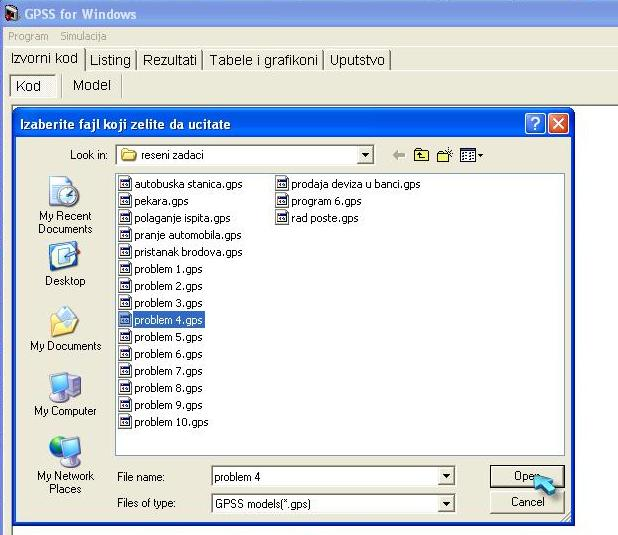 GPSS for Windows
Program Simulacija
Izvorni kod Listing Rezultati Tabele i grafikoni Uputstvo
Kod Model
Izaberite fajl koji zelite da ucitate
Look in: reseni zadaci
My Recent Documents
Desktop
My Documents
My Computer
My Network Places
autobuska stanica.gps
pekara.gps
polaganje ispita.gps
pranje automobila.gps
pristanak brodova.gps
problem 1.gps
problem 2.gps
problem 3.gps
problem 4.gps
problem 5.gps
problem 6.gps
problem 7.gps
problem 8.gps
problem 9.gps
problem 10.gps
prodaja deviza u banci.gps
program 6.gps
rad poste.gps
File name: problem 4 Open
Files of type: GPSS models(*.gps) Cancel